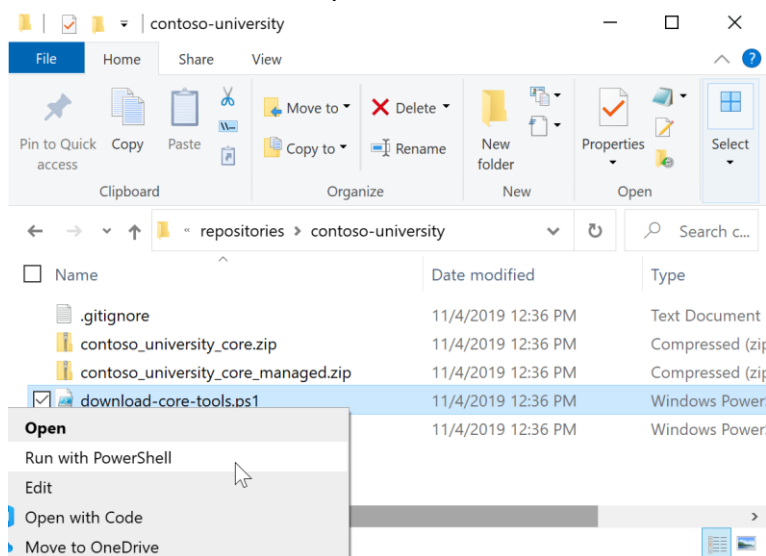 contoso-university
File Home Share View
Pin to Quick access Copy Paste
Move to Copy to
Delete Rename
New folder
Properties
Select
Clipboard Organize New Open
« repositories > contoso-university Search c...
Name Date modified Type
.gitignore 11/4/2019 12:36 PM Text Document
contoso_university_core.zip 11/4/2019 12:36 PM Compressed (zip
contoso_university_core_managed.zip 11/4/2019 12:36 PM Compressed (zip
download-core-tools.ps1 11/4/2019 12:36 PM Windows Power
Open 11/4/2019 12:36 PM Windows Power
Run with PowerShell
Edit
Open with Code
Move to OneDrive